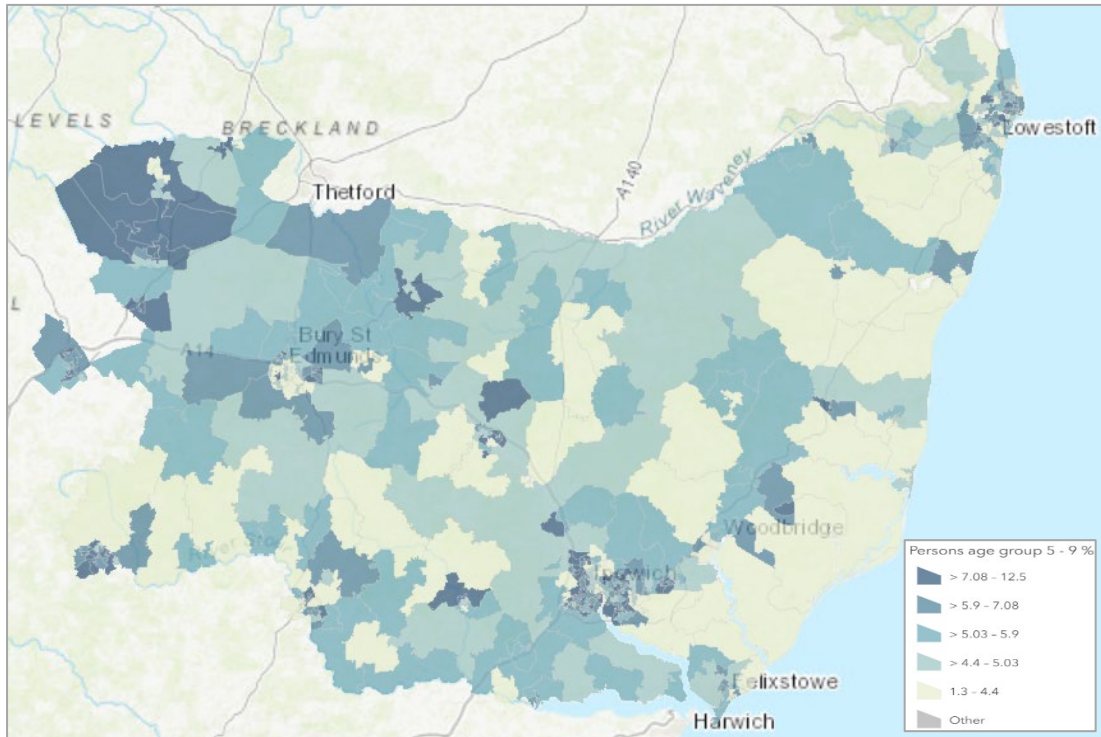 LEVELS
BRECKLAND
Lowestoft
Thetford
A140
River Waveney
L
Bury St
Edmunds
A14
Woodbridge
River Sto
Ipswich
Felixstowe
Harwich
Persons age group 5 - 9 %
> 7.08 - 12.5
> 5.9 - 7.08
> 5.03 - 5.9
> 4.4 - 5.03
1.3 - 4.4
Other